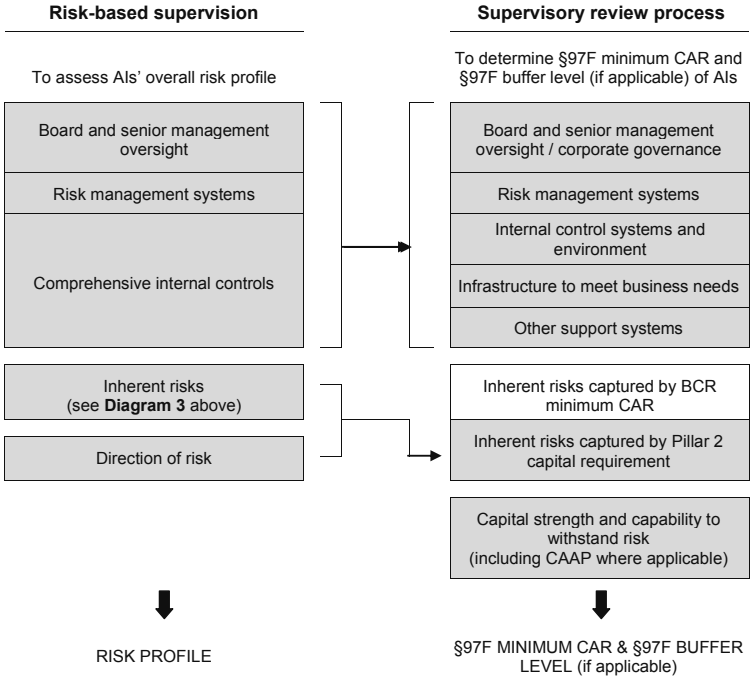 Risk-based supervision
To assess AIs’ overall risk profile
Board and senior management
oversight
Risk management systems
Comprehensive internal controls
Inherent risks
(see Diagram 3 above)
Direction of risk
RISK PROFILE
Supervisory review process
To determine §97F minimum CAR and
§97F buffer level (if applicable) of AIs
Board and senior management
oversight / corporate governance
Risk management systems
Internal control systems and
environment
Infrastructure to meet business needs
Other support systems
Inherent risks captured by BCR
minimum CAR
Inherent risks captured by Pillar 2
capital requirement
Capital strength and capability to
withstand risk
(including CAAP where applicable)
§97F MINIMUM CAR & §97F BUFFER
LEVEL (if applicable)